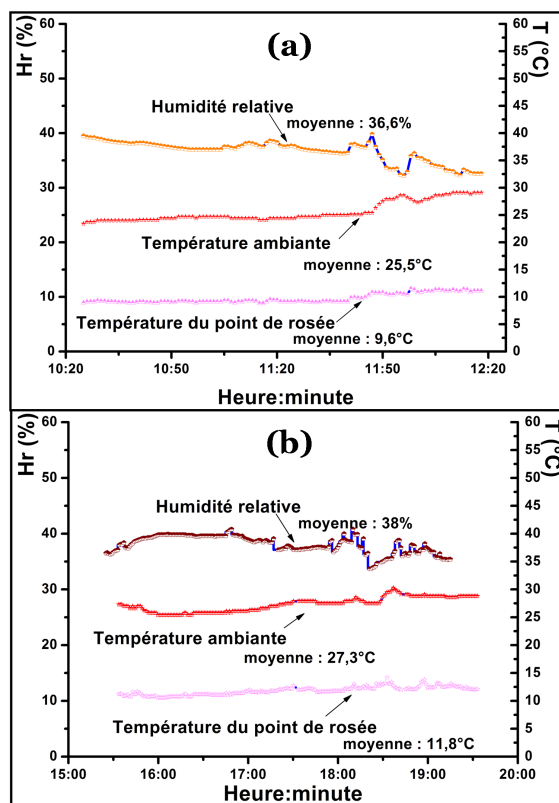 (a)
Hr (%)
T (°C)
60
50
40
30
20
10
0
60
55
50
45
40
35
30
25
20
15
10
5
0
Humidité relative
moyenne : 36,6%
Température ambiante
moyenne : 25,5°C
Température du point de rosée
moyenne : 9,6°C
10:20 10:50 11:20 11:50 12:20
Heure:minute
(b)
Hr (%)
T (°C)
60
50
40
30
20
10
0
60
55
50
45
40
35
30
25
20
15
10
5
0
Humidité relative
moyenne : 38%
Température ambiante
moyenne : 27,3°C
Température du point de rosée
moyenne : 11,8°C
15:00 16:00 17:00 18:00 19:00 20:00
Heure:minute